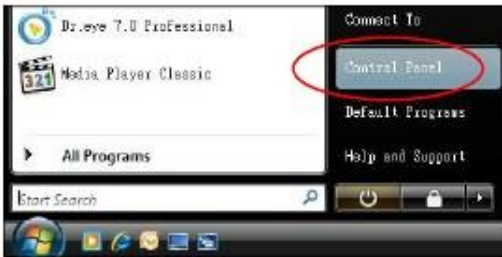 Dr.eye 7.0 Professional
321
Media Player Classic
All Programs
Start Search
Connect To
Control Panel
Default Programs
Help and Support